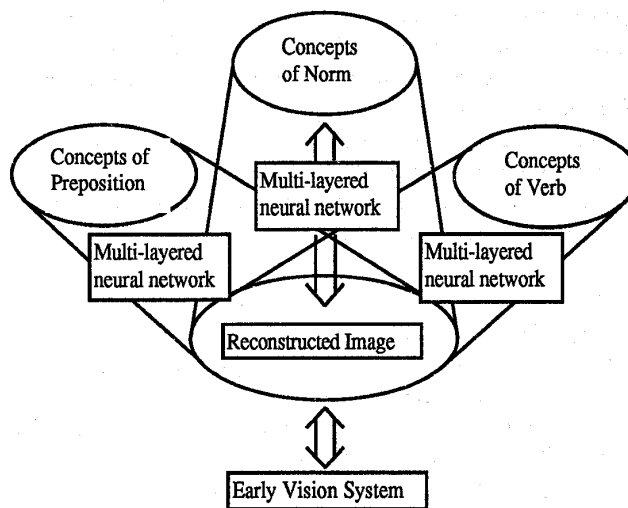 Concepts
of Norm
Concepts of
Preposition
Concepts
of Verb
Multi-layered
neural network
Multi-layered
neural network
Multi-layered
neural network
Reconstructed Image
Early Vision System